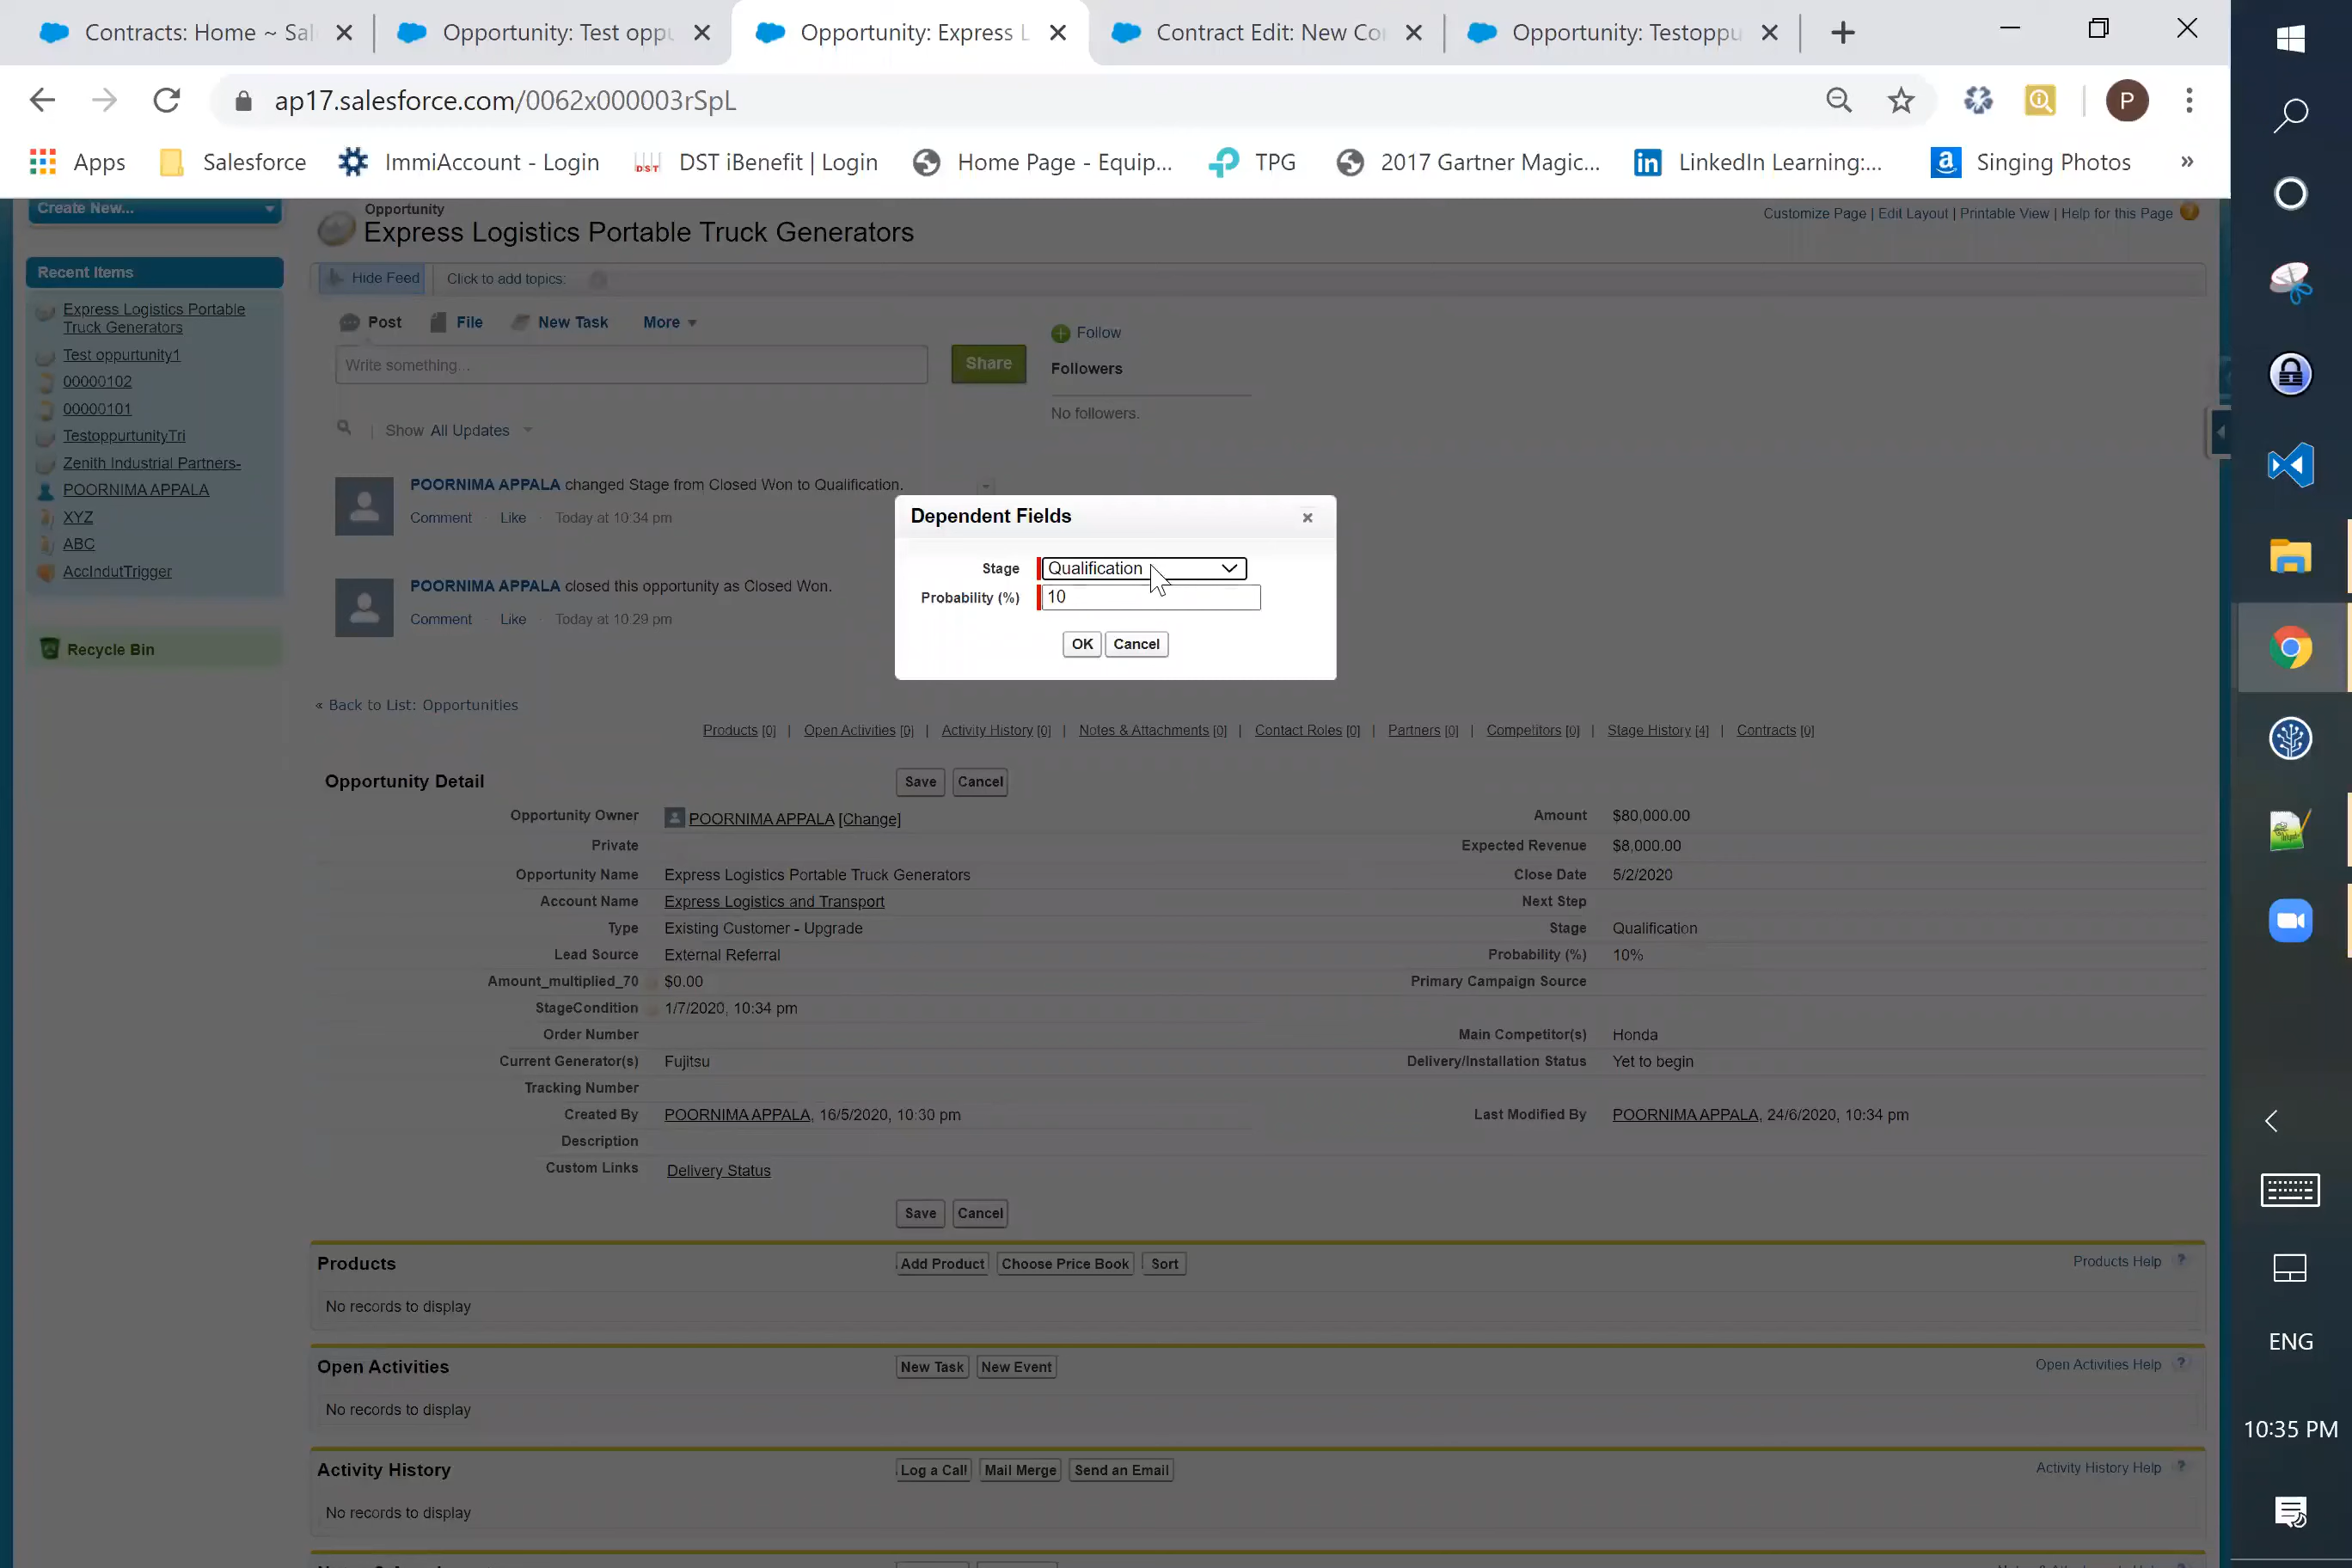 Contracts: Home ~ Sal
Opportunity: Test oppu
Opportunity: Express L
Contract Edit: New Co
Opportunity: Testoppu
ap17.salesforce.com/0062x000003rSpL
P
Apps
Salesforce
ImmiAccount - Login
DST iBenefit | Login
Home Page - Equip...
TPG
2017 Gartner Magic...
LinkedIn Learning:...
Singing Photos
»
Create New...
Opportunity
Express Logistics Portable Truck Generators
Customize Page | Edit Layout | Printable View | Help for this Page
Recent Items
Express Logistics Portable
Truck Generators
Test oppurtunity1
00000102
00000101
TestoppurtunityTri
Zenith Industrial Partners-
POORNIMA APPALA
XYZ
ABC
AccIndutTrigger
Recycle Bin
Hide Feed
Click to add topics:
Post File New Task More
Write something...
Share
Follow
Followers
No followers.
Show All Updates
POORNIMA APPALA changed Stage from Closed Won to Qualification.
Comment · Like · Today at 10:34 pm
POORNIMA APPALA closed this opportunity as Closed Won.
Comment · Like · Today at 10:29 pm
Dependent Fields
Stage Qualification
Probability (%) 10
OK Cancel
« Back to List: Opportunities
Products [0] | Open Activities [0] | Activity History [0] | Notes & Attachments [0] | Contact Roles [0] | Partners [0] | Competitors [0] | Stage History [4] | Contracts [0]
Opportunity Detail Save Cancel
Opportunity Owner POORNIMA APPALA [Change] Amount $80,000.00
Private Expected Revenue $8,000.00
Opportunity Name Express Logistics Portable Truck Generators Close Date 5/2/2020
Account Name Express Logistics and Transport Next Step
Type Existing Customer - Upgrade Stage Qualification
Lead Source External Referral Probability (%) 10%
Amount_multiplied_70 $0.00 Primary Campaign Source
StageCondition 1/7/2020, 10:34 pm
Order Number Main Competitor(s) Honda
Current Generator(s) Fujitsu Delivery/Installation Status Yet to begin
Tracking Number
Created By POORNIMA APPALA, 16/5/2020, 10:30 pm Last Modified By POORNIMA APPALA, 24/6/2020, 10:34 pm
Description
Custom Links Delivery Status
Save Cancel
Products Add Product Choose Price Book Sort Products Help ?
No records to display
Open Activities New Task New Event Open Activities Help ?
No records to display
Activity History Log a Call Mail Merge Send an Email Activity History Help ?
No records to display
ENG
10:35 PM